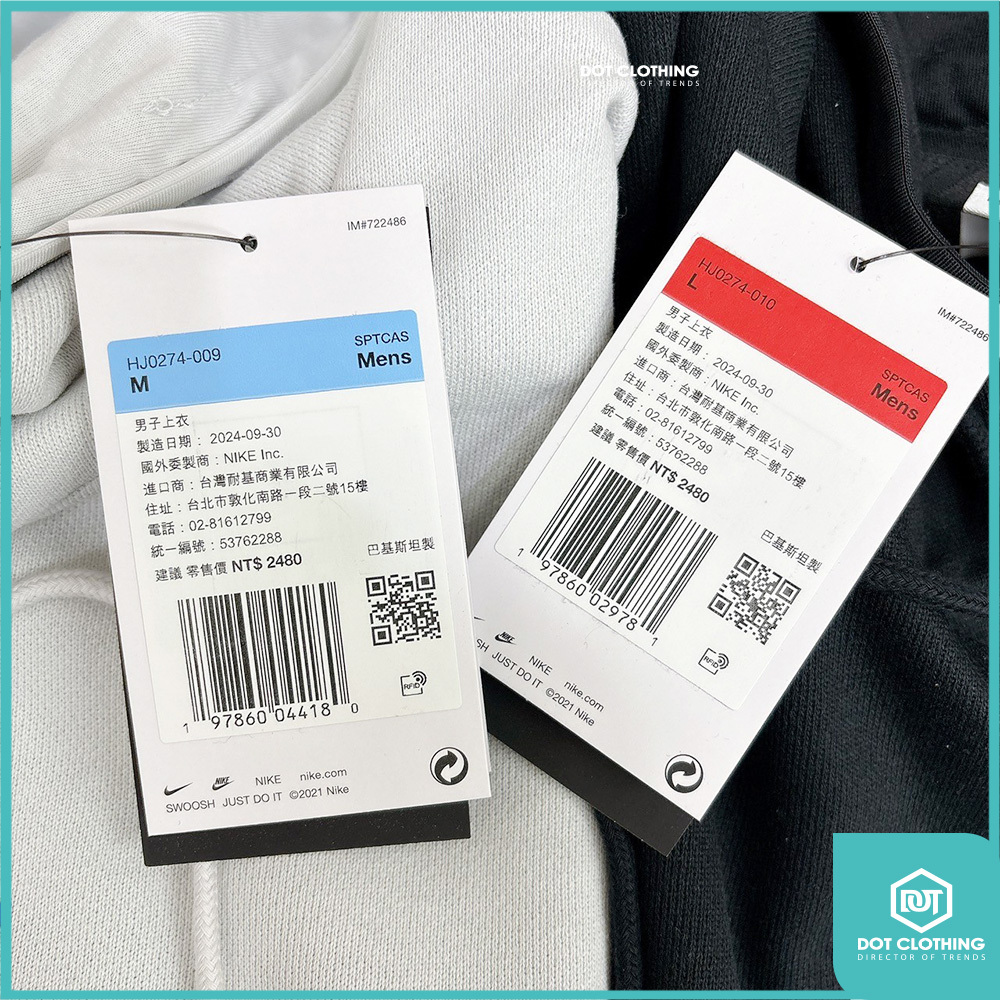 DOT CLOTHING
OF TRENDS
IM#722486
HJ0274-009
M
SPTCAS
Mens
男子上衣
製造日期：2024-09-30
國外委製商：NIKE Inc.
進口商：台灣耐基商業有限公司
住址：台北市敦化南路一段二號15樓
電話：02-81612799
統一編號：53762288
建議 零售價 NT$ 2480
巴基斯坦製
1 97860 04418 0
RFID
NIKE
NIKE nike.com
SWOOSH JUST DO IT ©2021 Nike
IM#722486
HJ0274-010
L
SPTCAS
Mens
男子上衣
製造日期：2024-09-30
國外委製商：NIKE Inc.
進口商：台灣耐基商業有限公司
住址：台北市敦化南路一段二號15樓
電話：02-81612799
統一編號：53762288
建議 零售價 NT$ 2480
巴基斯坦製
1 97860 02978 1
RFID
NIKE
NIKE nike.com
SH JUST DO IT ©2021 Nike
DOT
DOT CLOTHING
DIRECTOR OF TRENDS